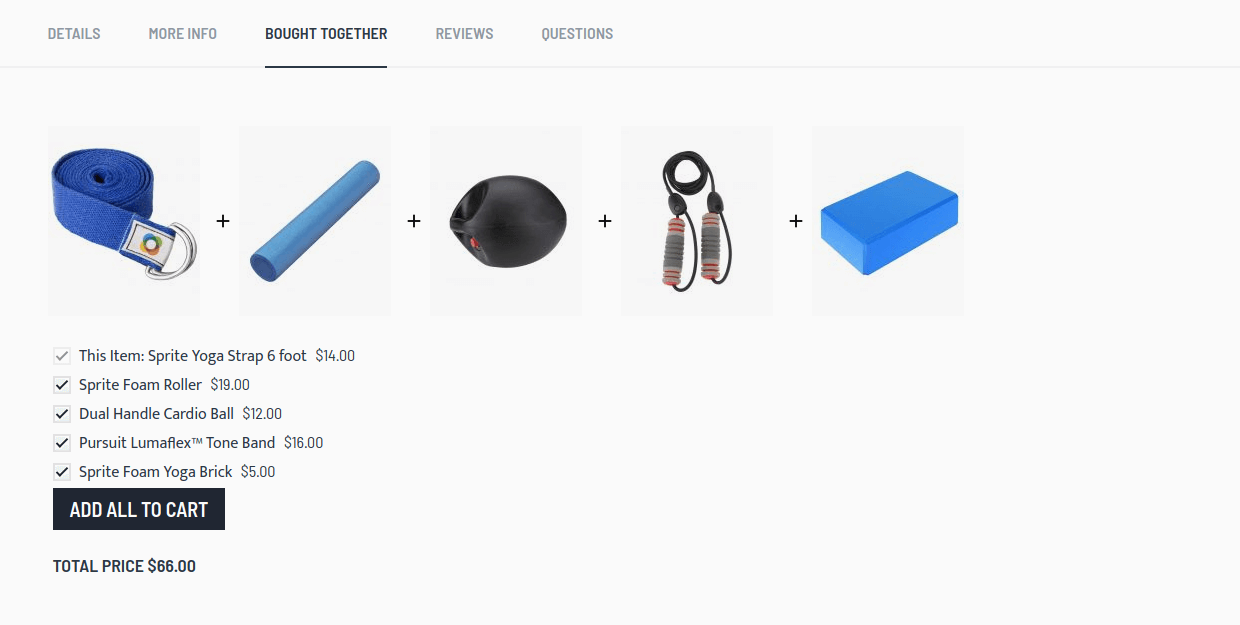 DETAILS MORE INFO BOUGHT TOGETHER REVIEWS QUESTIONS
+ + + +
This Item: Sprite Yoga Strap 6 foot $14.00
Sprite Foam Roller $19.00
Dual Handle Cardio Ball $12.00
Pursuit Lumaflex™ Tone Band $16.00
Sprite Foam Yoga Brick $5.00
ADD ALL TO CART
TOTAL PRICE $66.00